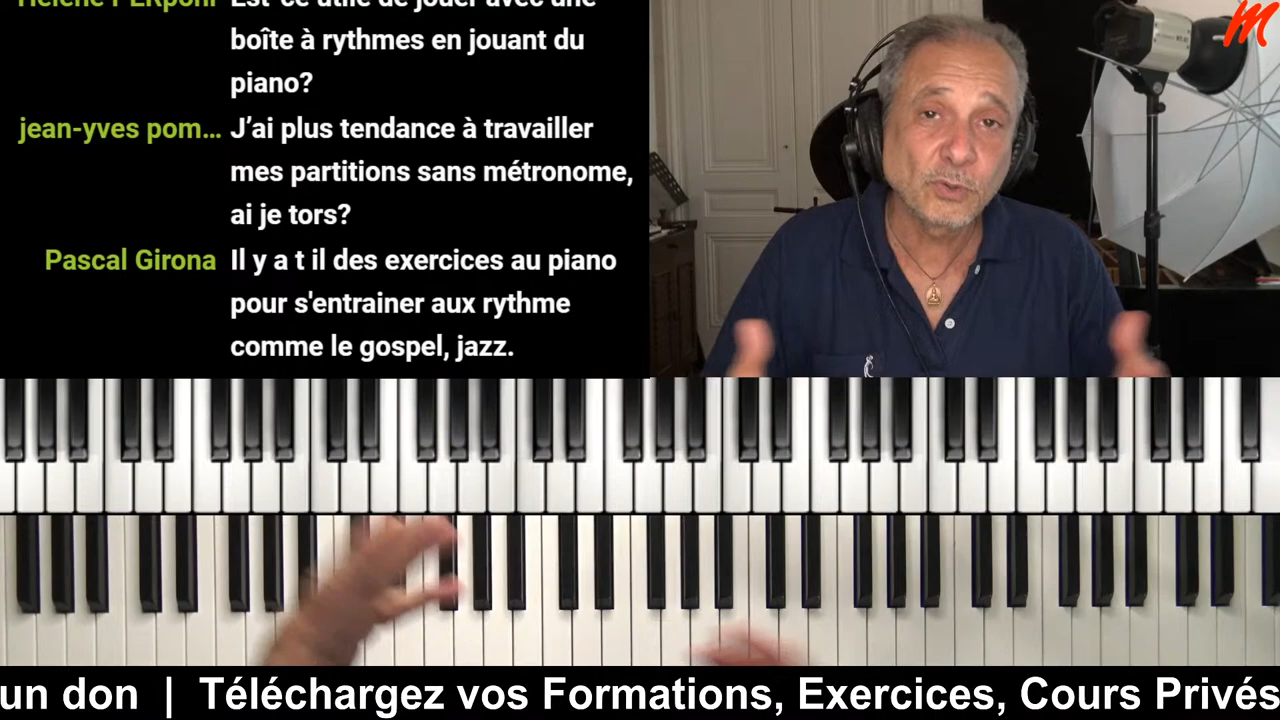 Est-ce utile de jouer avec une
boîte à rythmes en jouant du
piano?
jean-yves pom... J'ai plus tendance à travailler
mes partitions sans métronome,
ai je tors?
Pascal Girona Il y a t il des exercices au piano
pour s'entrainer aux rythme
comme le gospel, jazz.
un don | Téléchargez vos Formations, Exercices, Cours Privés